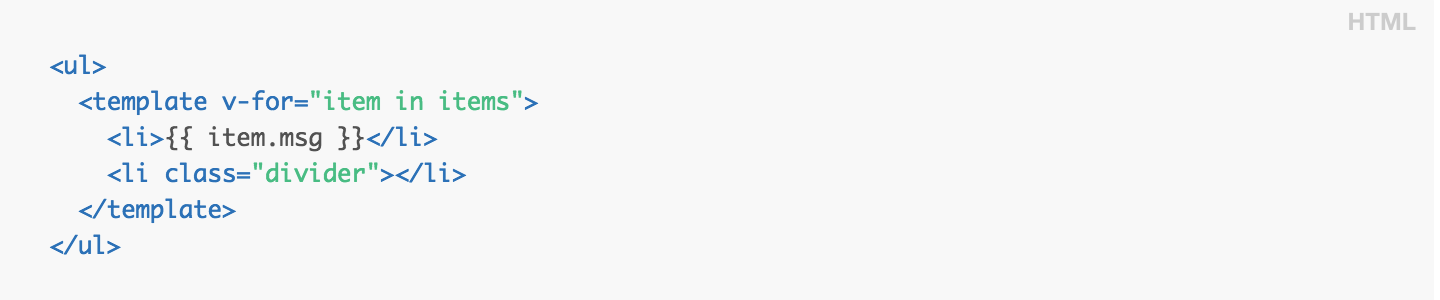 HTML
<ul>
  <template v-for="item in items">
    <li>{{ item.msg }}</li>
    <li class="divider"></li>
  </template>
</ul>